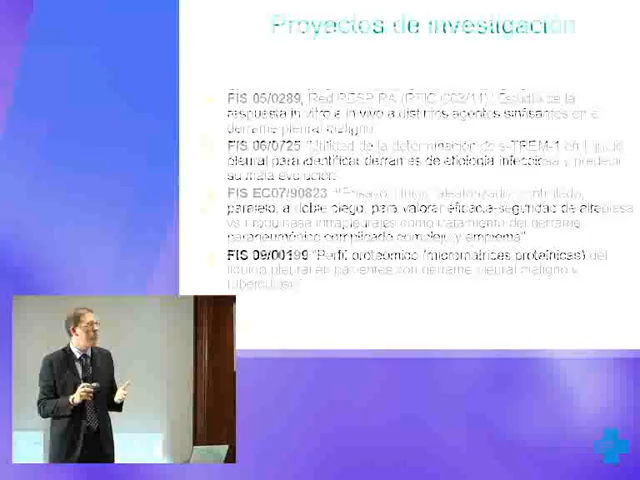 Proyectos de investigación
FIS 05/0289, Red RESPIRA (RTIC C03/11) "Estudio de la
respuesta in vitro e in vivo a distintos agentes sinfisantes en el
derrame pleural maligno
FIS 06/0725 "Utilidad de la determinación de s-TREM-1 en líquido
pleural para identificar derrames de etiología infecciosa y predecir
su mala evolución
FIS EC07/90823 "Ensayo clínico, aleatorizado, controlado,
paralelo, a doble ciego, para valorar eficacia-seguridad de
vs Uroquinasa intrapleurales como tratamiento del derrame
paraneumónico complicado complejo y empiema"
FIS 09/00199 "Perfil proteómico (micromatrices proteínicas) del
líquido pleural en pacientes con derrame pleural maligno y
tuberculoso"